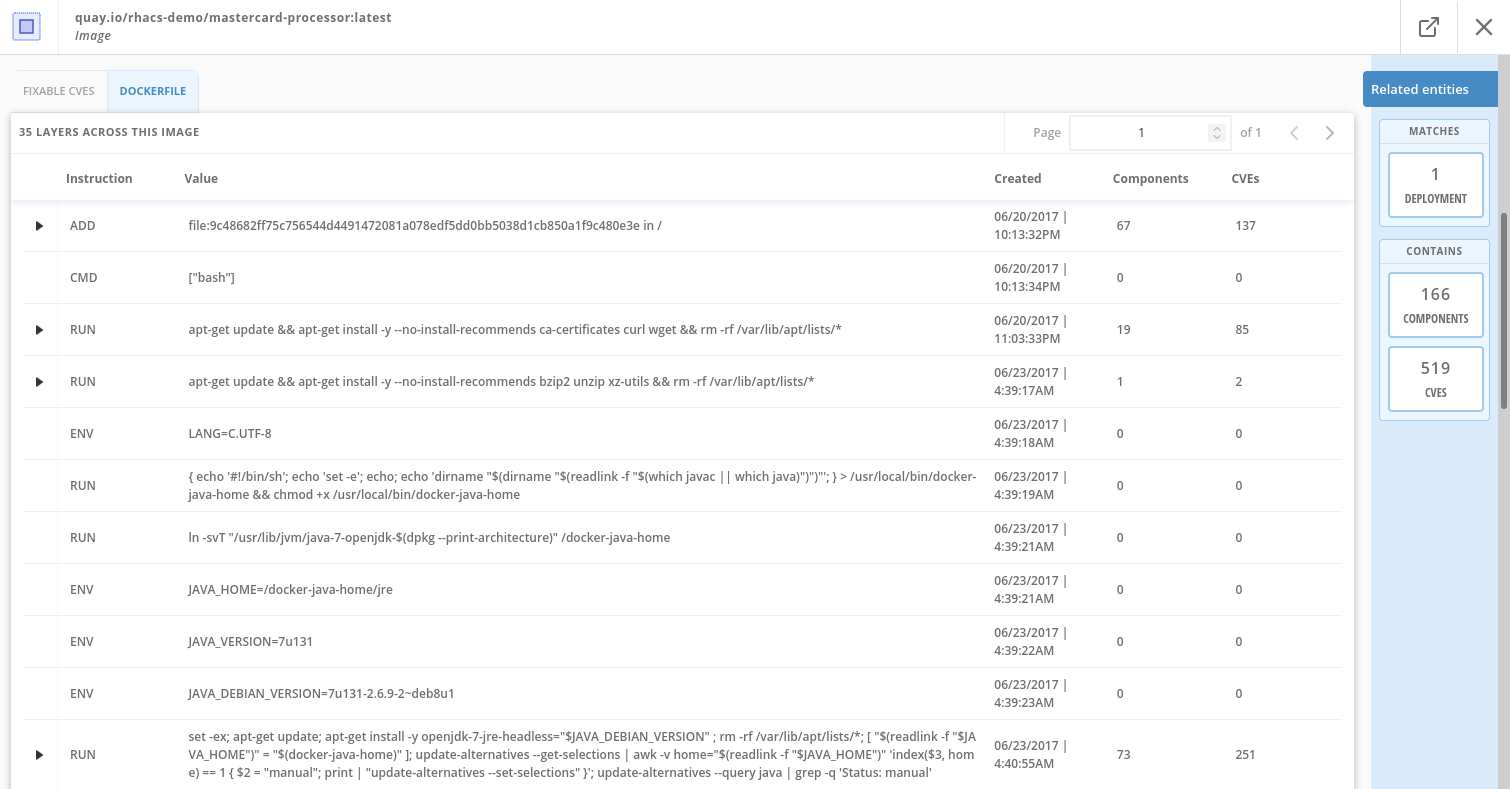 quay.io/rhacs-demo/mastercard-processor:latest
Image
FIXABLE CVES
DOCKERFILE
Related entities
35 LAYERS ACROSS THIS IMAGE
Page 1 of 1
Instruction Value Created Components CVEs
ADD file:9c48682ff75c756544d4491472081a078edf5dd0bb5038d1cb850a1f9c480e3e in / 06/20/2017 | 67 137
10:13:32PM
CMD ["bash"] 06/20/2017 | 0 0
10:13:34PM
RUN apt-get update && apt-get install -y --no-install-recommends ca-certificates curl wget && rm -rf /var/lib/apt/lists/* 06/20/2017 | 19 85
11:03:33PM
RUN apt-get update && apt-get install -y --no-install-recommends bzip2 unzip xz-utils && rm -rf /var/lib/apt/lists/* 06/23/2017 | 1 2
4:39:17AM
ENV LANG=C.UTF-8 06/23/2017 | 0 0
4:39:18AM
RUN { echo '#!/bin/sh'; echo 'set -e'; echo; echo 'dirname "$(dirname "$(readlink -f "$(which javac || which java)")")"'; } > /usr/local/bin/docker- 06/23/2017 | 0 0
java-home && chmod +x /usr/local/bin/docker-java-home 4:39:19AM
RUN ln -svT "/usr/lib/jvm/java-7-openjdk-$(dpkg --print-architecture)" /docker-java-home 06/23/2017 | 0 0
4:39:21AM
ENV JAVA_HOME=/docker-java-home/jre 06/23/2017 | 0 0
4:39:21AM
ENV JAVA_VERSION=7u131 06/23/2017 | 0 0
4:39:22AM
ENV JAVA_DEBIAN_VERSION=7u131-2.6.9-2~deb8u1 06/23/2017 | 0 0
4:39:23AM
set -ex; apt-get update; apt-get install -y openjdk-7-jre-headless="$JAVA_DEBIAN_VERSION" ; rm -rf /var/lib/apt/lists/*; [ "$(readlink -f "$JA
RUN VA_HOME")" = "$(docker-java-home)" ]; update-alternatives --get-selections | awk -v home="$(readlink -f "$JAVA_HOME")" 'index($3, hom 06/23/2017 | 73 251
e) == 1 { $2 = "manual"; print | "update-alternatives --set-selections" }'; update-alternatives --query java | grep -q 'Status: manual' 4:40:55AM
MATCHES
1
DEPLOYMENT
CONTAINS
166
COMPONENTS
519
CVES